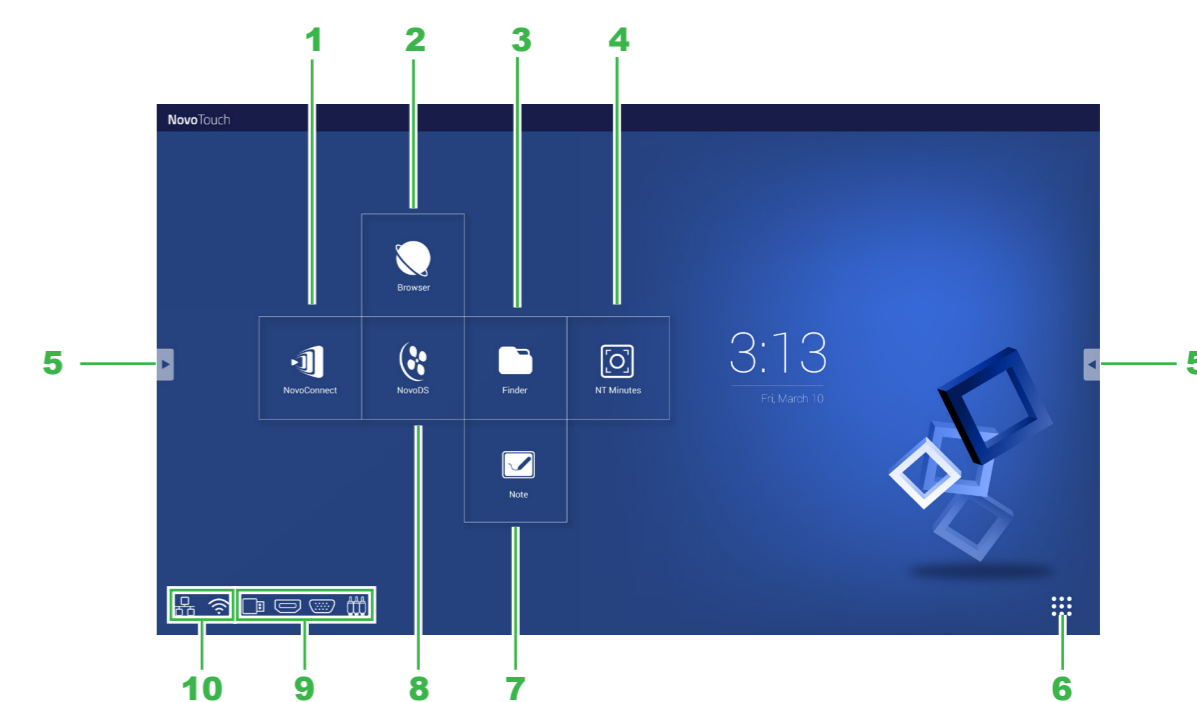 1 2 3 4
NovoTouch
Browser
5 5
3:13
NovoConnect NovoDS Finder NT Minutes
Fri, March 10
Note
10 9 8 7 6